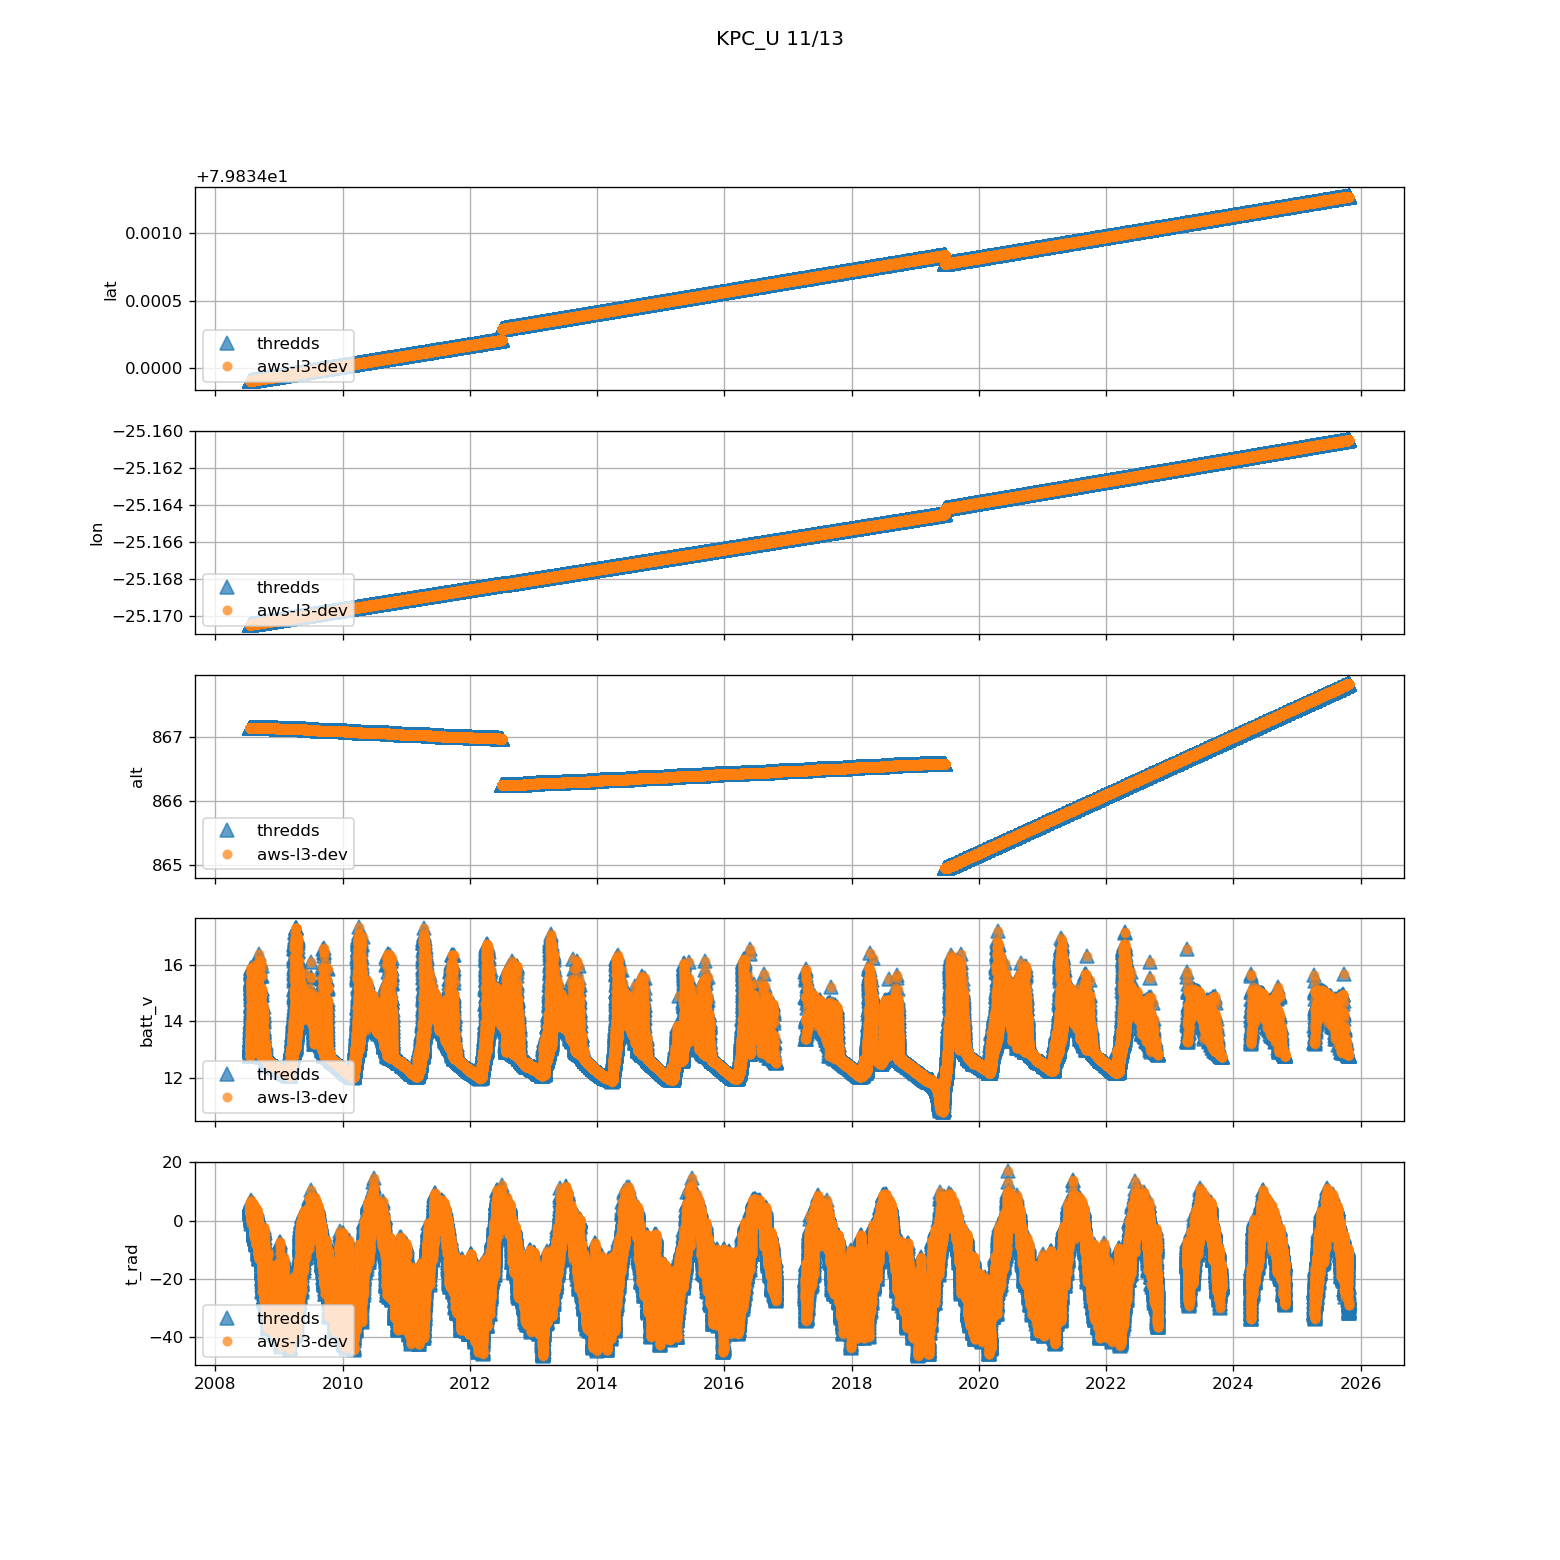 KPC_U 11/13
+7.9834e1
0.0010
0.0005
0.0000
lat
thredds
aws-l3-dev
−25.160
−25.162
−25.164
−25.166
−25.168
−25.170
lon
thredds
aws-l3-dev
867
866
865
alt
thredds
aws-l3-dev
16
14
12
batt_v
thredds
aws-l3-dev
20
0
−20
−40
t_rad
thredds
aws-l3-dev
2008 2010 2012 2014 2016 2018 2020 2022 2024 2026